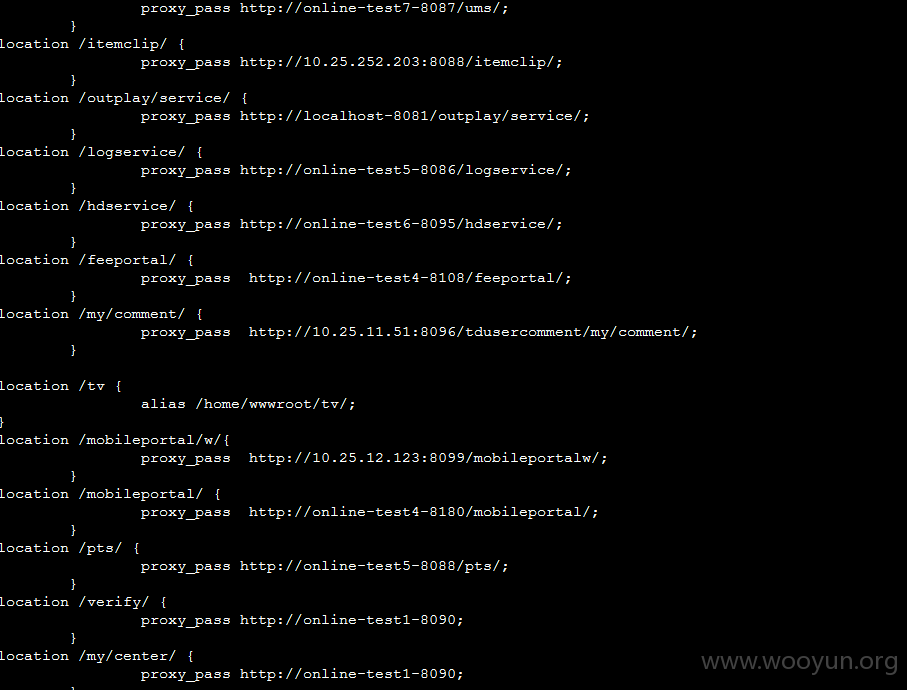 proxy_pass http://online-test7-8087/ums/;
}
location /itemclip/ {
proxy_pass http://10.25.252.203:8088/itemclip/;
}
location /outplay/service/ {
proxy_pass http://localhost-8081/outplay/service/;
}
location /logservice/ {
proxy_pass http://online-test5-8086/logservice/;
}
location /hdservice/ {
proxy_pass http://online-test6-8095/hdservice/;
}
location /feeportal/ {
proxy_pass  http://online-test4-8108/feeportal/;
}
location /my/comment/ {
proxy_pass  http://10.25.11.51:8096/tdusercomment/my/comment/;
}
location /tv {
alias /home/wwwroot/tv/;
}
location /mobileportal/w/{
proxy_pass  http://10.25.12.123:8099/mobileportalw/;
}
location /mobileportal/ {
proxy_pass  http://online-test4-8180/mobileportal/;
}
location /pts/ {
proxy_pass http://online-test5-8088/pts/;
}
location /verify/ {
proxy_pass http://online-test1-8090;
}
location /my/center/ {
proxy_pass http://online-test1-8090;
}
www.wooyun.org